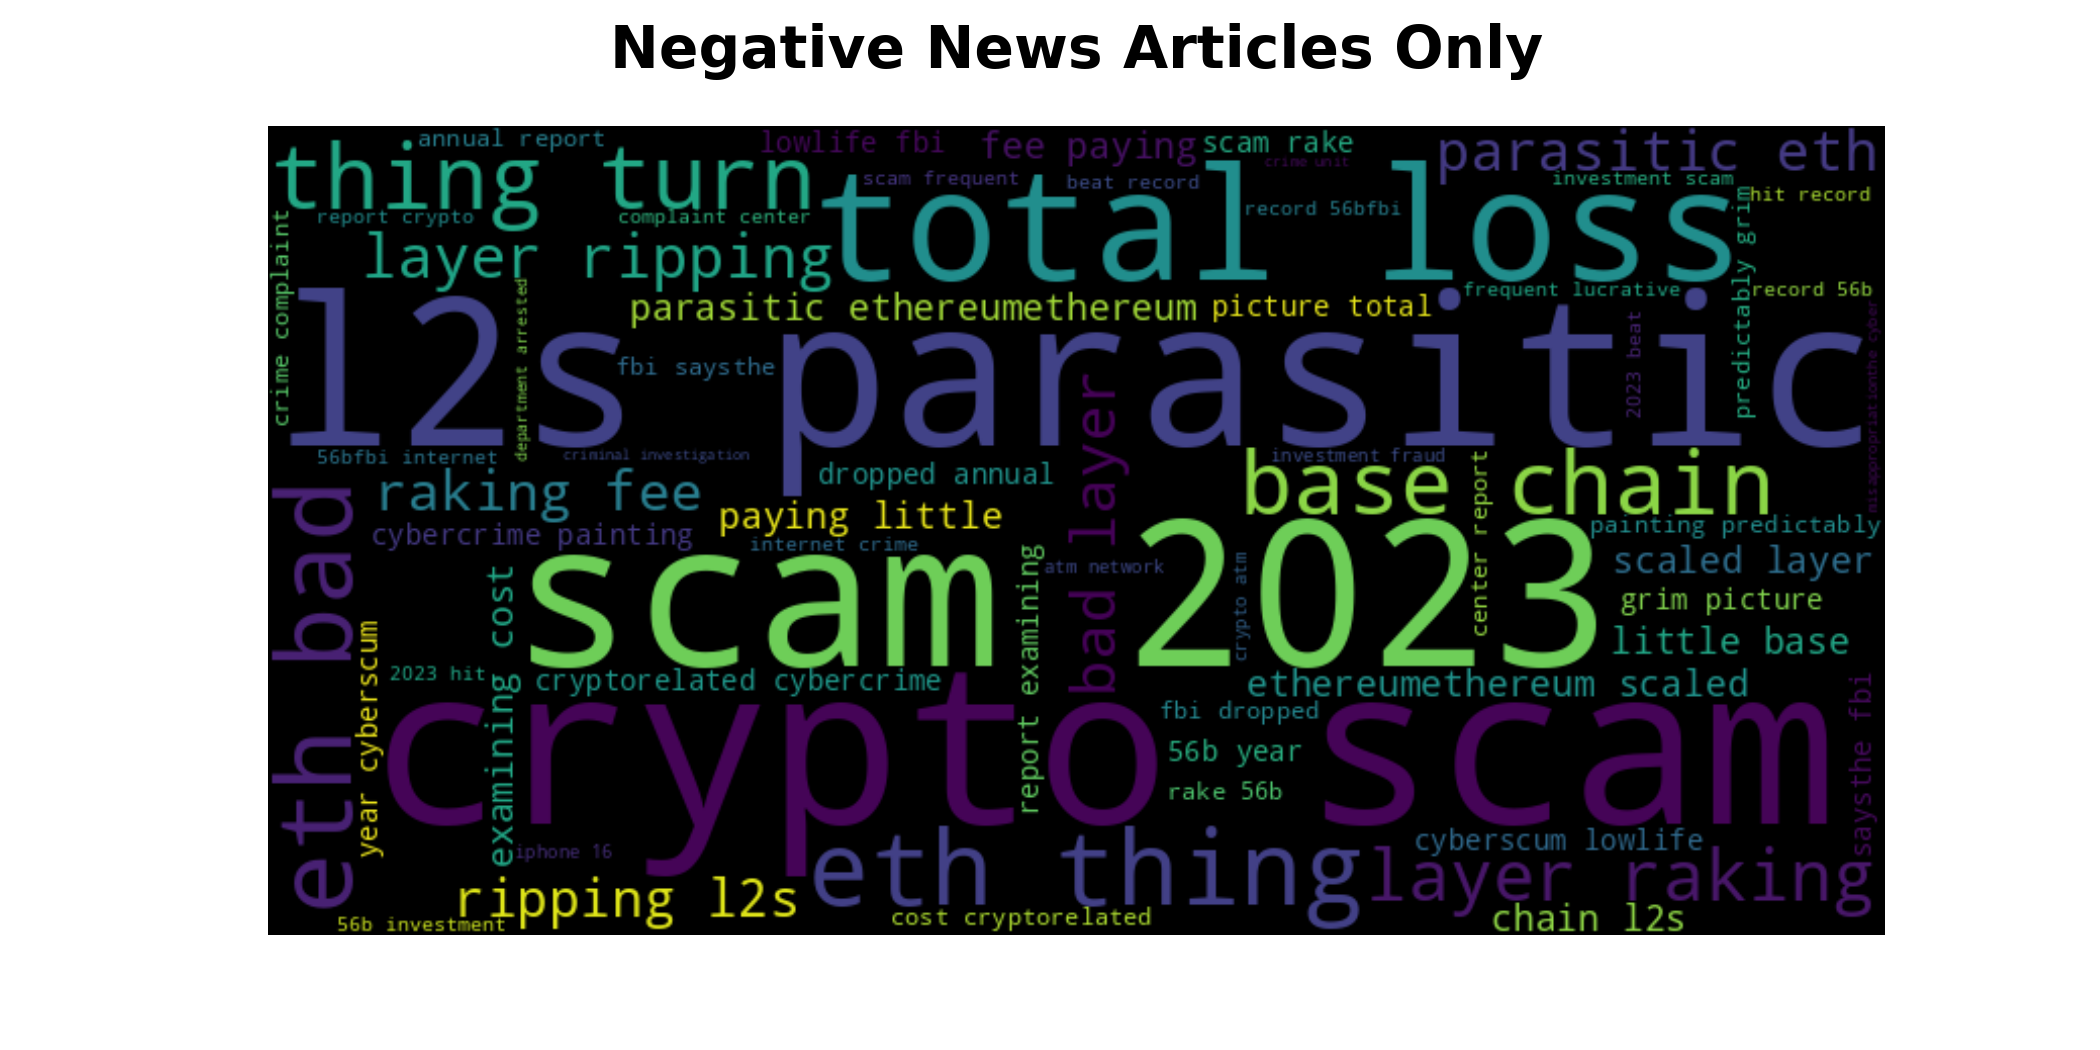 Negative News Articles Only
annual report
lowlife fbi
fee paying
scam rake
parasitic eth
crime unit
thing turn
scam frequent
beat record
investment scam
hit record
report crypto
complaint center
total loss
record 56bfbi
predictably grim
crime complaint
layer ripping
department arrested
parasitic ethereumethereum
picture total
frequent lucrative
record 56b
l2s parasitic
fbi saysthe
2023 beat
56bfbi internet
criminal investigation
dropped annual
bad layer
investment fraud
base chain
center report
raking fee
paying little
painting predictably
cybercrime painting
internet crime
eth bad
scam 2023
atm network
crypto atm
scaled layer
grim picture
little base
examining cost
report examining
year cyberscum
2023 hit
cryptorelated cybercrime
ethereumethereum scaled
crypto scam
fbi dropped
56b year
rake 56b
saysthe fbi
iphone 16
eth thing
cyberscum lowlife
layer raking
ripping l2s
56b investment
cost cryptorelated
chain l2s